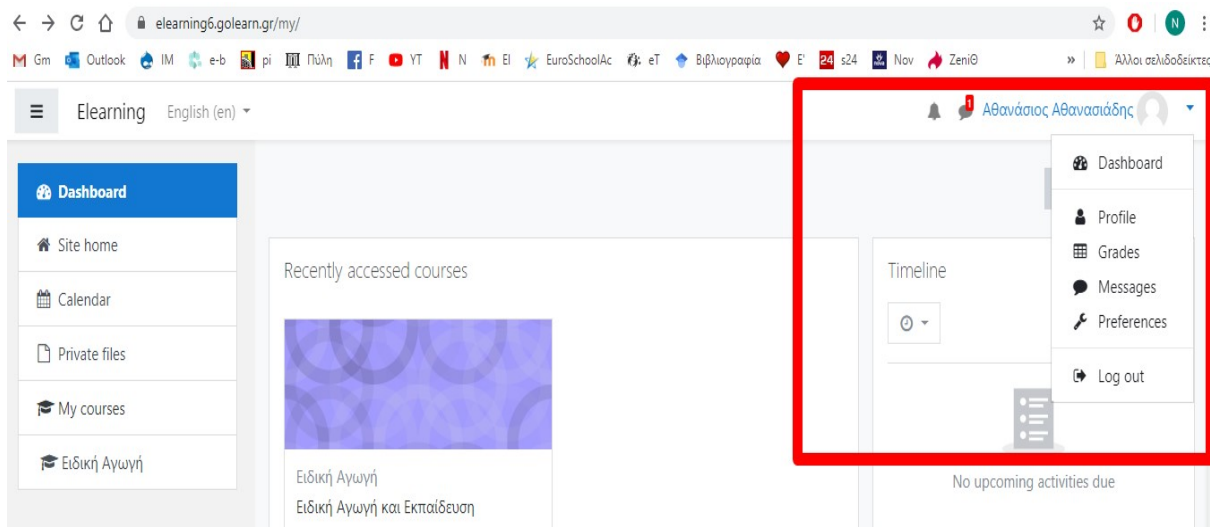 elearning6.golearn.gr/my/
N
Gm Outlook IM e-b pi Πύλη F YT N EI EuroSchoolAc eT Βιβλιογραφία E' 24 s24 Nov ZeniΘ » Άλλοι σελιδοδείκτες
Elearning English (en)
1 Αθανάσιος Αθανασιάδης
Dashboard
Site home
Calendar
Private files
My courses
Ειδική Αγωγή
Recently accessed courses
Ειδική Αγωγή
Ειδική Αγωγή και Εκπαίδευση
Timeline
No upcoming activities due
Dashboard
Profile
Grades
Messages
Preferences
Log out